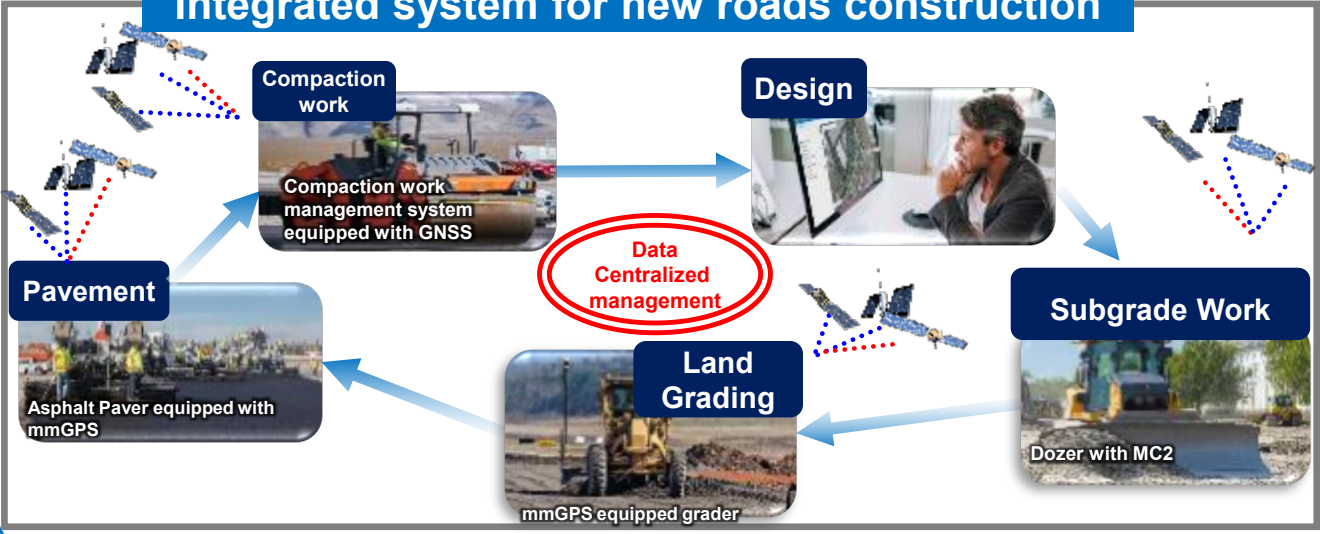 Integrated system for new roads construction
Compaction
work
Compaction work
management system
equipped with GNSS
Design
Data
Centralized
management
Pavement
Asphalt Paver equipped with
mmGPS
Land
Grading
mmGPS equipped grader
Subgrade Work
Dozer with MC2